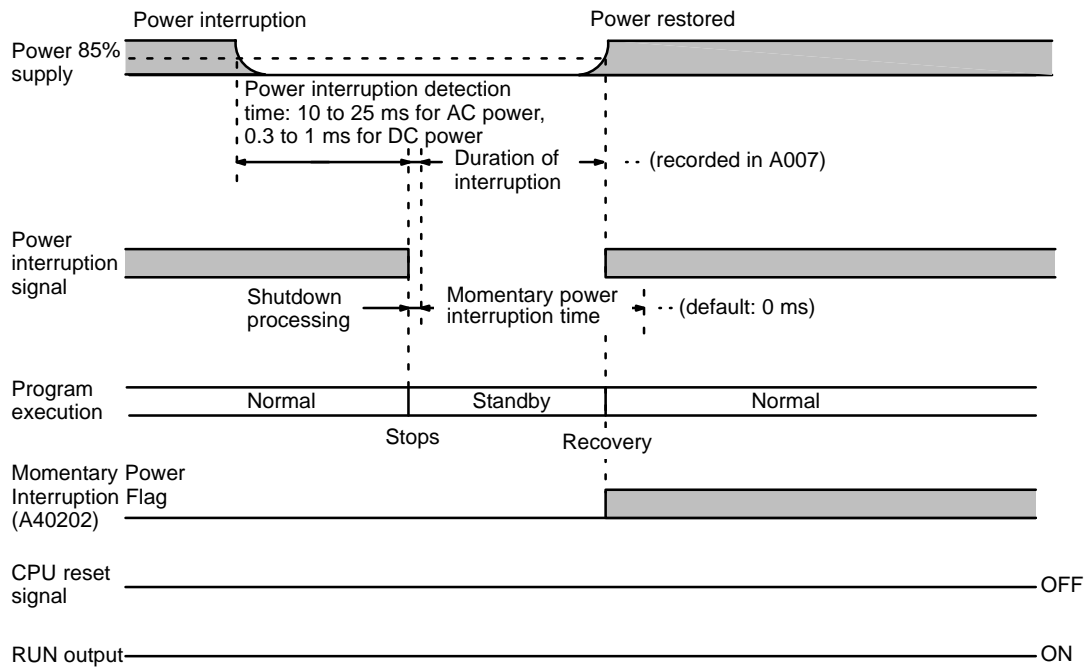 Power interruption
Power restored
Power 85%
supply
Power interruption detection
time: 10 to 25 ms for AC power,
0.3 to 1 ms for DC power
Duration of
interruption
(recorded in A007)
Power
interruption
signal
Shutdown
processing
Momentary power
interruption time
(default: 0 ms)
Program
execution
Normal
Standby
Normal
Stops
Recovery
Momentary Power
Interruption Flag
(A40202)
CPU reset
signal
OFF
RUN output
ON